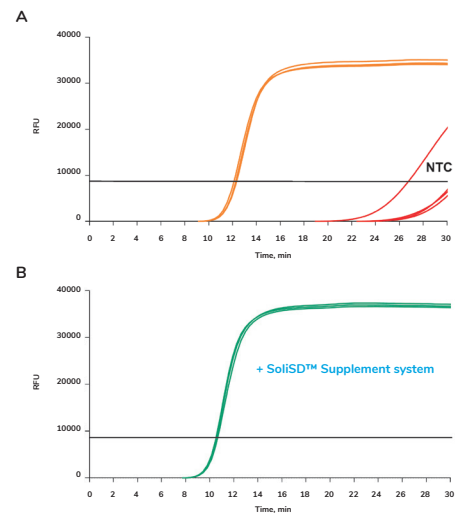 A
40000
30000
20000
10000
0
RFU
NTC
0 2 4 6 8 10 12 14 16 18 20 22 24 26 28 30
Time, min
B
40000
30000
20000
10000
0
RFU
+ SoliSD™ Supplement system
0 2 4 6 8 10 12 14 16 18 20 22 24 26 28 30
Time, min